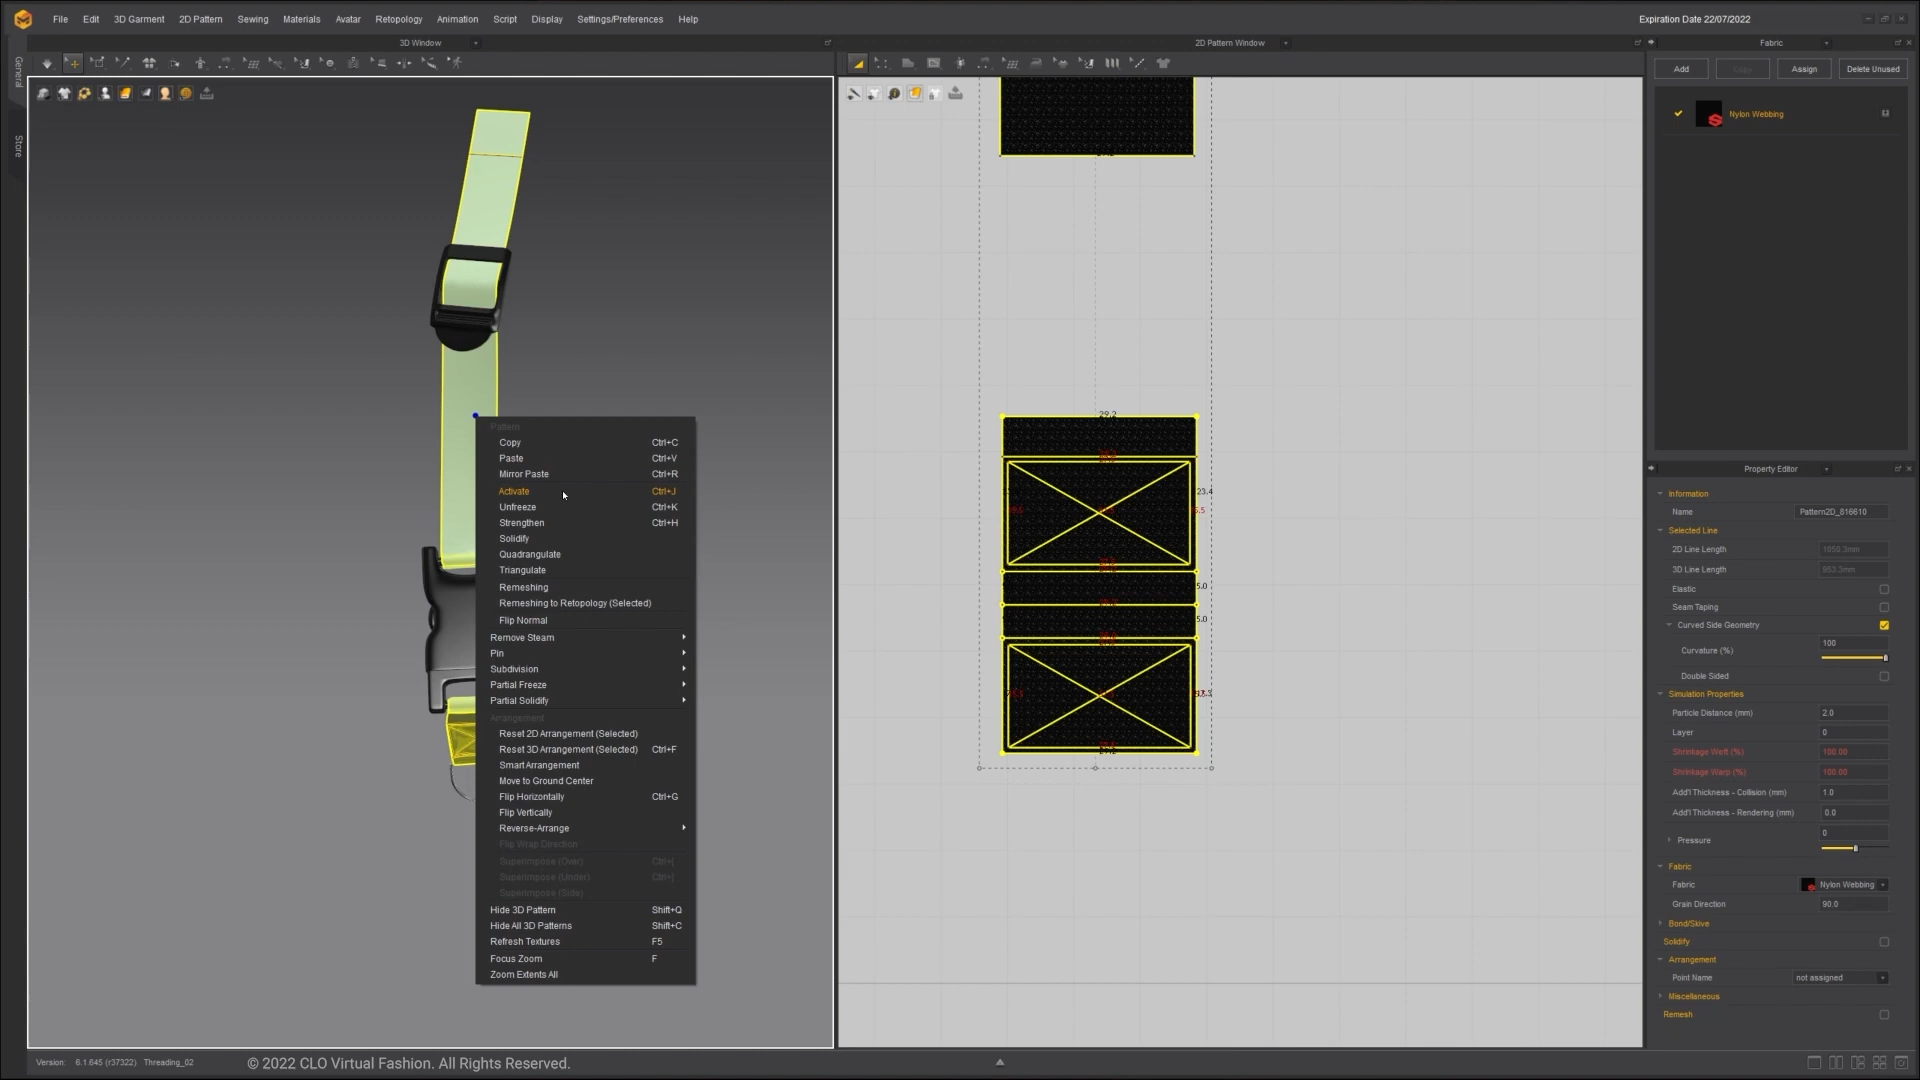 File Edit 3D Garment 2D Pattern Sewing Materials Avatar Retopology Animation Script Display Settings/Preferences Help Expiration Date 22/07/2022
3D Window 2D Pattern Window Fabric
General
Store
Add Copy Assign Delete Unused
Nylon Webbing
Pattern
Copy Ctrl+C
Paste Ctrl+V
Mirror Paste Ctrl+R
Activate Ctrl+J
Unfreeze Ctrl+K
Strengthen Ctrl+H
Solidify
Quadrangulate
Triangulate
Remeshing
Remeshing to Retopology (Selected)
Flip Normal
Remove Steam
Pin
Subdivision
Partial Freeze
Partial Solidify
Arrangement
Reset 2D Arrangement (Selected)
Reset 3D Arrangement (Selected) Ctrl+F
Smart Arrangement
Move to Ground Center
Flip Horizontally Ctrl+G
Flip Vertically
Reverse-Arrange
Flip Wrap Direction
Superimpose (Over) Ctrl+[
Superimpose (Under) Ctrl+]
Superimpose (Side)
Hide 3D Pattern Shift+Q
Hide All 3D Patterns Shift+C
Refresh Textures F5
Focus Zoom F
Zoom Extents All
29.2
23.4
5.0
5.0
Property Editor
Information
Name Pattern2D_816610
Selected Line
2D Line Length 1050.3mm
3D Line Length 953.3mm
Elastic
Seam Taping
Curved Side Geometry
100
Curvature (%)
Double Sided
Simulation Properties
Particle Distance (mm) 2.0
Layer 0
Shrinkage Weft (%) 100.00
Shrinkage Warp (%) 100.00
Add'l Thickness - Collision (mm) 1.0
Add'l Thickness - Rendering (mm) 0.0
0
Pressure
Fabric
Fabric Nylon Webbing
Grain Direction 90.0
Bond/Skive
Solidify
Arrangement
Point Name not assigned
Miscellaneous
Remesh
Version: 6.1.645 (r37322) Threading_02 © 2022 CLO Virtual Fashion. All Rights Reserved.